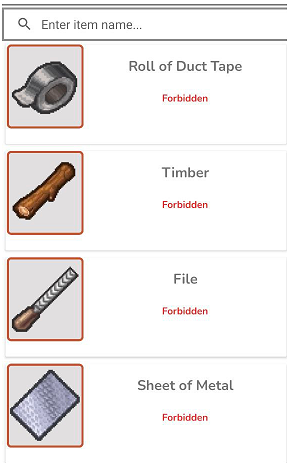 Enter item name...
Roll of Duct Tape
Forbidden
Timber
Forbidden
File
Forbidden
Sheet of Metal
Forbidden